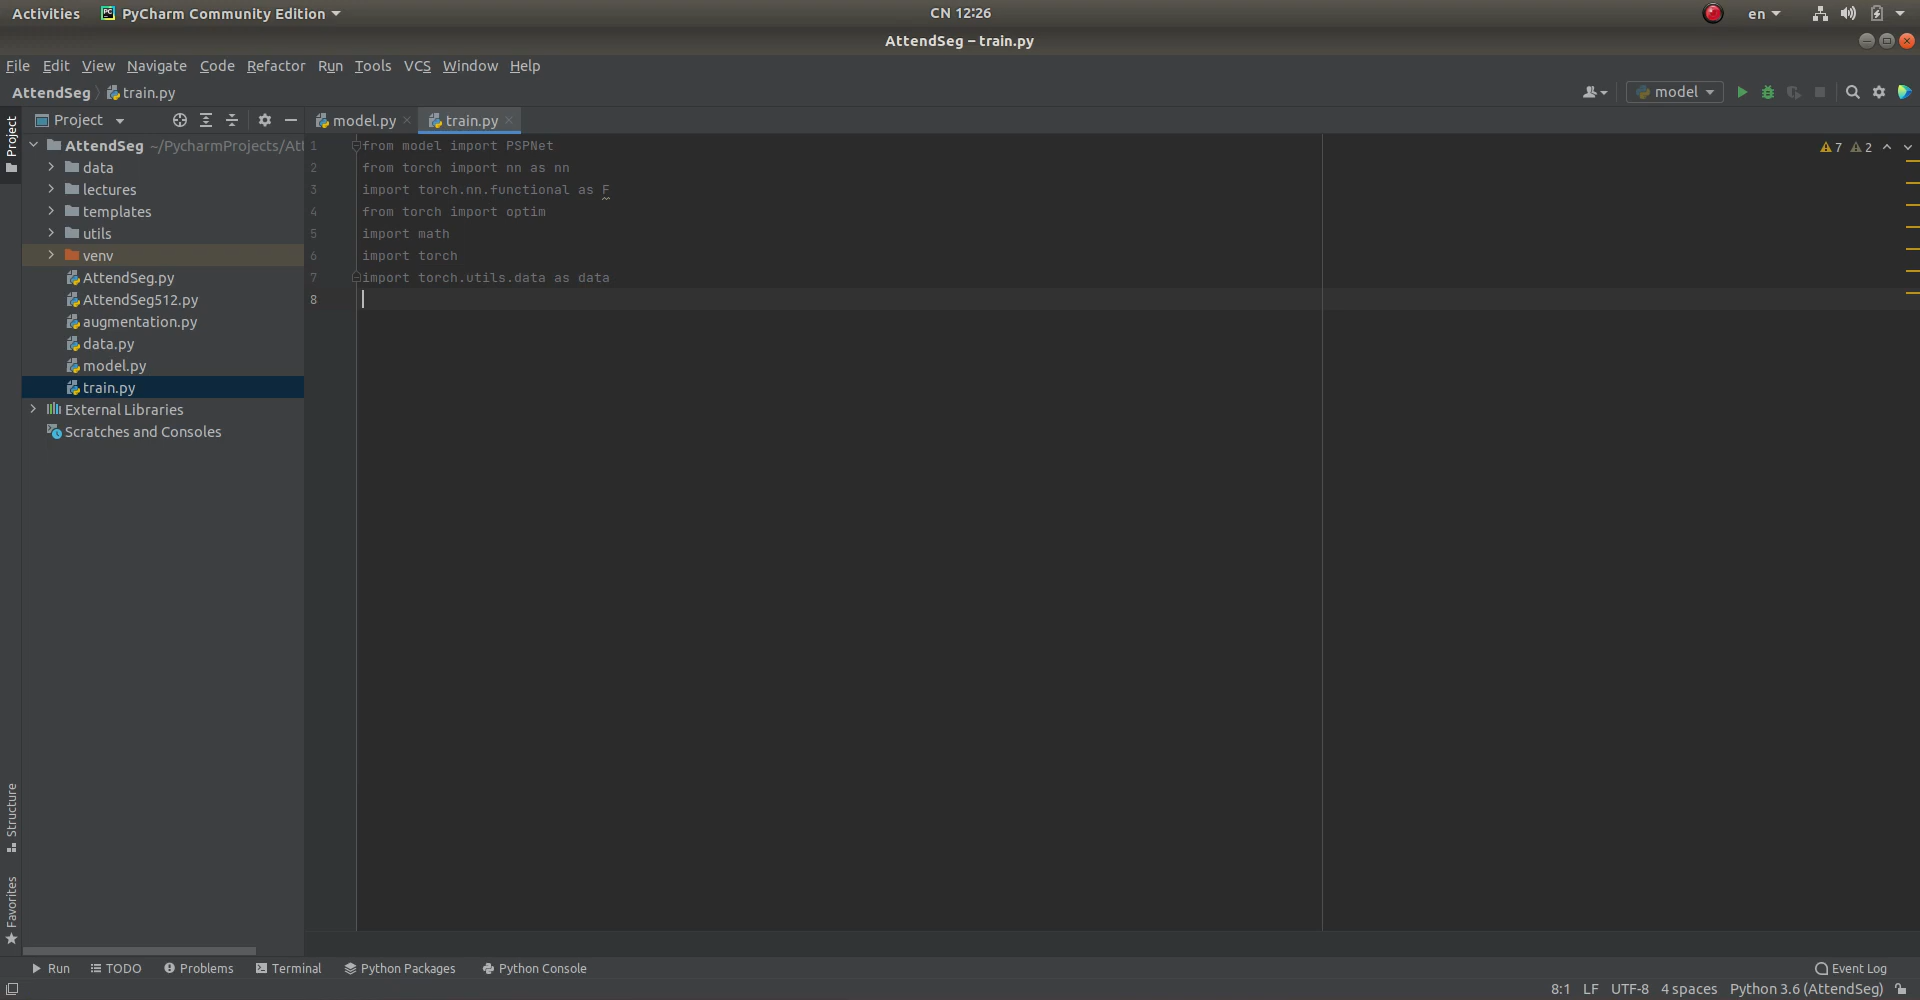 Activities PyCharm Community Edition CN 12:26 en
AttendSeg – train.py
File Edit View Navigate Code Refactor Run Tools VCS Window Help
AttendSeg train.py model
Project
Project
model.py
train.py
AttendSeg ~/PycharmProjects/Att
data
lectures
templates
utils
venv
AttendSeg.py
AttendSeg512.py
augmentation.py
data.py
model.py
train.py
External Libraries
Scratches and Consoles
1 from model import PSPNet
2 from torch import nn as nn
3 import torch.nn.functional as F
4 from torch import optim
5 import math
6 import torch
7 import torch.utils.data as data
8
7 2
Structure
Favorites
Run TODO Problems Terminal Python Packages Python Console Event Log
8:1 LF UTF-8 4 spaces Python 3.6 (AttendSeg)